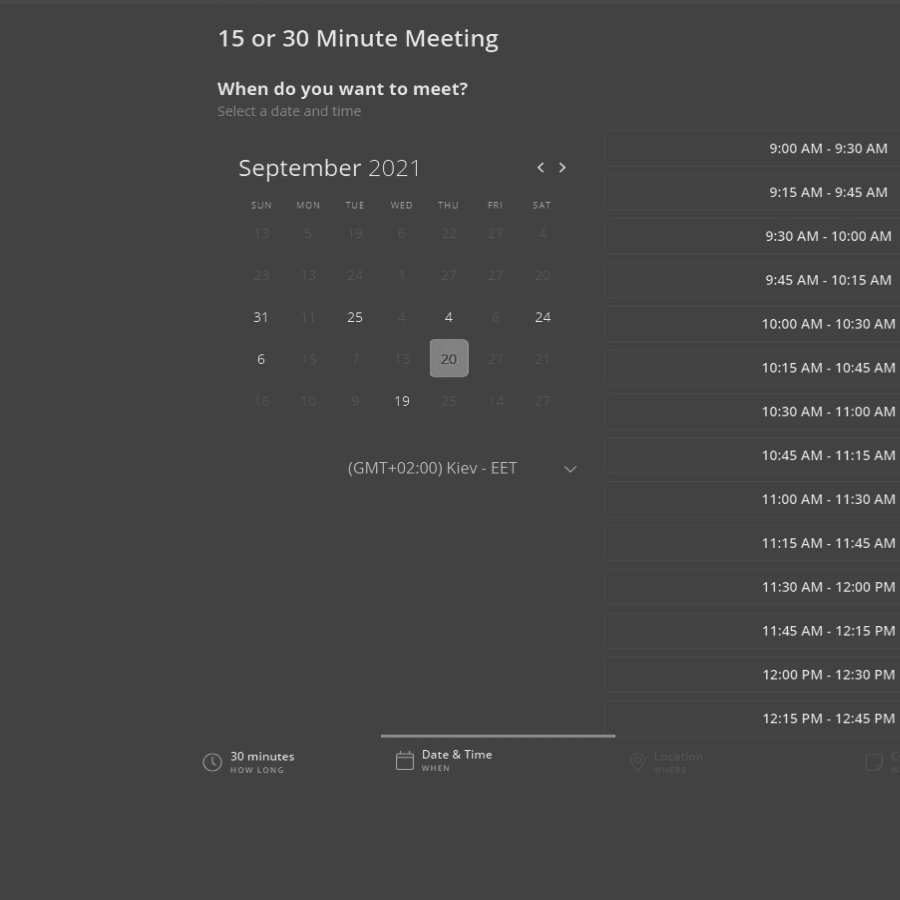 15 or 30 Minute Meeting
When do you want to meet?
Select a date and time
September 2021
SUN MON TUE WED THU FRI SAT
13 5 19 6 22 27 4
23 13 24 1 27 27 20
31 11 25 4 4 6 24
6 15 7 13 20 27 21
16 10 9 19 25 14 27
(GMT+02:00) Kiev - EET
9:00 AM - 9:30 AM
9:15 AM - 9:45 AM
9:30 AM - 10:00 AM
9:45 AM - 10:15 AM
10:00 AM - 10:30 AM
10:15 AM - 10:45 AM
10:30 AM - 11:00 AM
10:45 AM - 11:15 AM
11:00 AM - 11:30 AM
11:15 AM - 11:45 AM
11:30 AM - 12:00 PM
11:45 AM - 12:15 PM
12:00 PM - 12:30 PM
12:15 PM - 12:45 PM
30 minutes
HOW LONG
Date & Time
WHEN
Location
WHERE